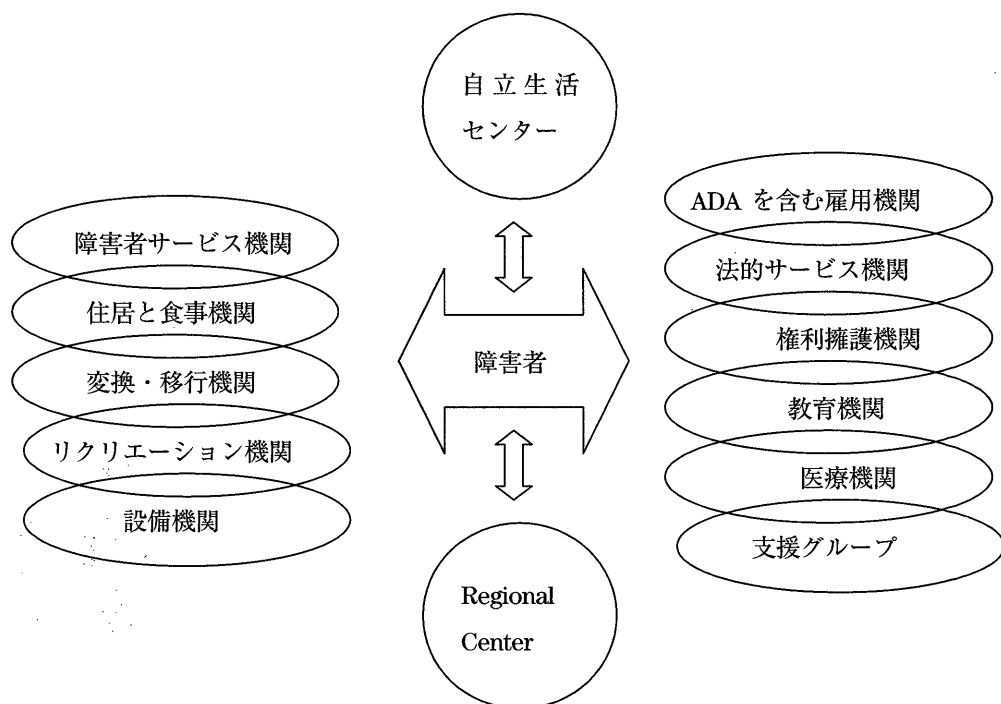 自立生活
センター
障害者サービス機関
住居と食事機関
変換・移行機関
リクリエーション機関
設備機関
障害者
ADA を含む雇用機関
法的サービス機関
権利擁護機関
教育機関
医療機関
支援グループ
Regional
Center